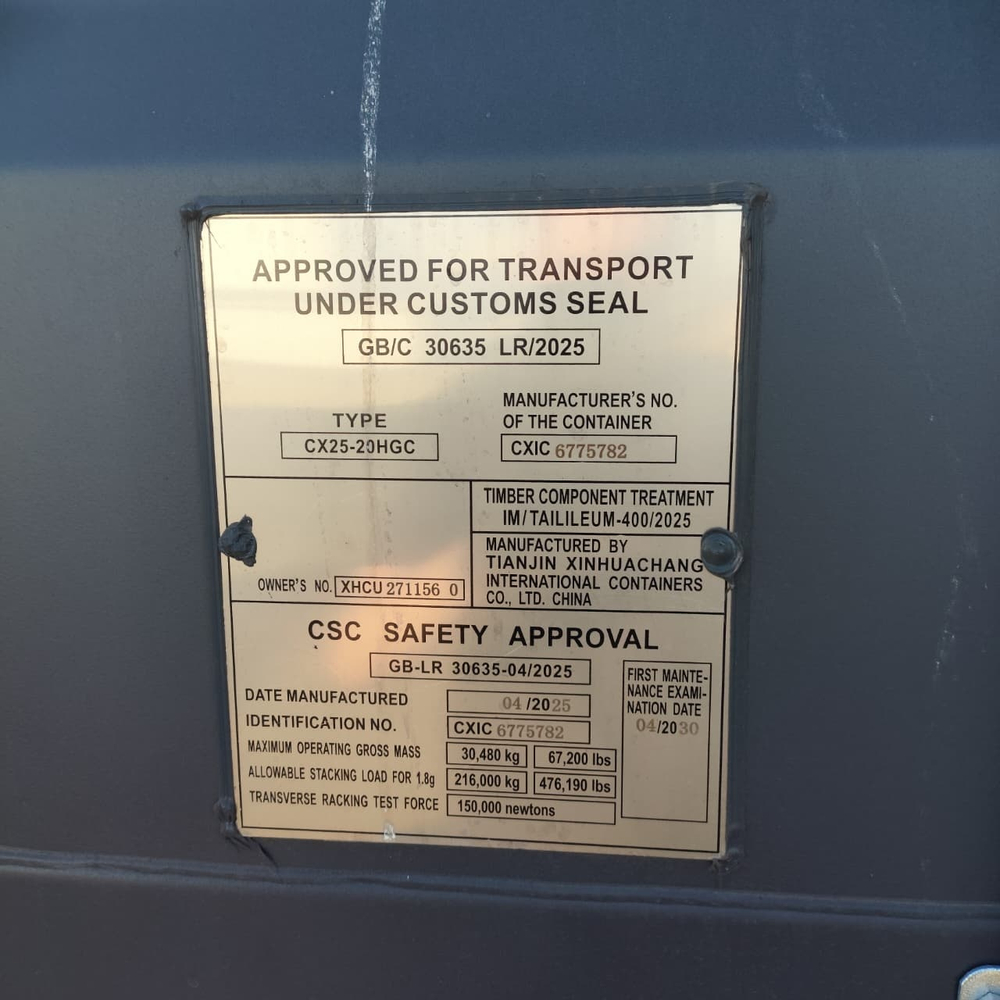 APPROVED FOR TRANSPORT
UNDER CUSTOMS SEAL
GB/C 30635 LR/2025
TYPE
CX25-20HGC
MANUFACTURER'S NO.
OF THE CONTAINER
CXIC 6775782
TIMBER COMPONENT TREATMENT
IM/TAILILEUM-400/2025
MANUFACTURED BY
TIANJIN XINHUACHANG
INTERNATIONAL CONTAINERS
CO., LTD. CHINA
OWNER'S NO. XHCU 271156 0
CSC SAFETY APPROVAL
GB-LR 30635-04/2025
DATE MANUFACTURED 04/2025
IDENTIFICATION NO. CXIC 6775782
MAXIMUM OPERATING GROSS MASS 30,480 kg 67,200 lbs
ALLOWABLE STACKING LOAD FOR 1.8g 216,000 kg 476,190 lbs
TRANSVERSE RACKING TEST FORCE 150,000 newtons
FIRST MAINTE-
NANCE EXAMI-
NATION DATE
04/2030